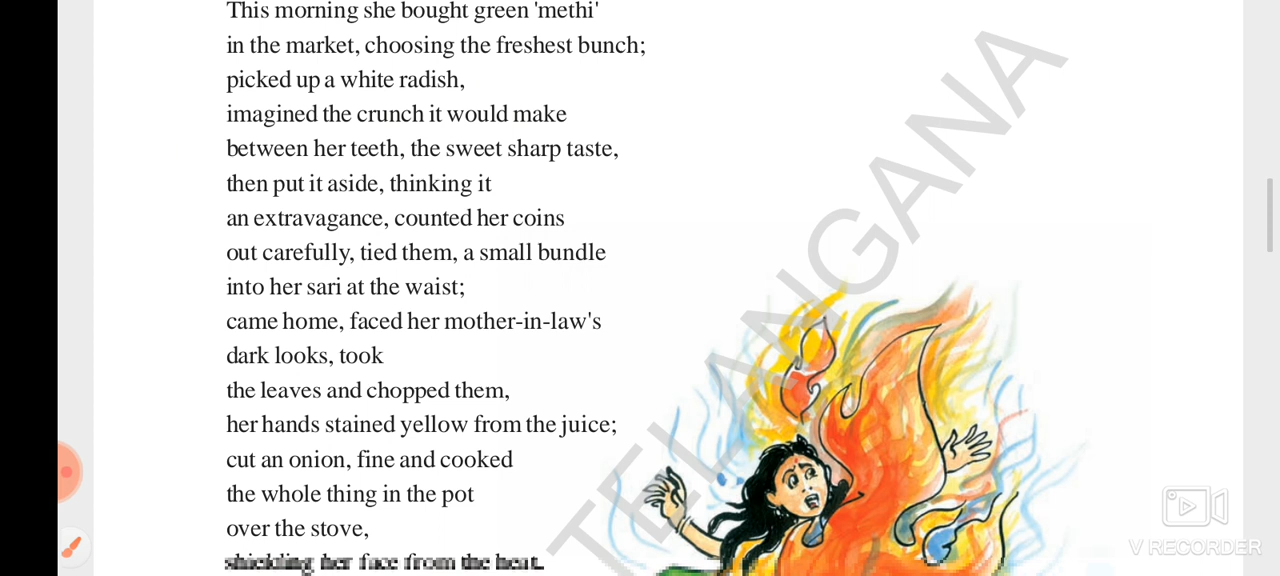 This morning she bought green 'methi'
in the market, choosing the freshest bunch;
picked up a white radish,
imagined the crunch it would make
between her teeth, the sweet sharp taste,
then put it aside, thinking it
an extravagance, counted her coins
out carefully, tied them, a small bundle
into her sari at the waist;
came home, faced her mother-in-law's
dark looks, took
the leaves and chopped them,
her hands stained yellow from the juice;
cut an onion, fine and cooked
the whole thing in the pot
over the stove,
shielding her face from the heat.
TELANGANA
V RECORDER